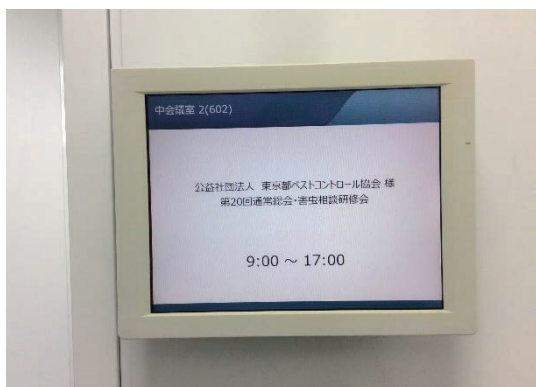 中会議室 2(602)
公益社団法人 東京都ペストコントロール協会 様
第20回通常総会・害虫相談研修会
9:00 ～ 17:00